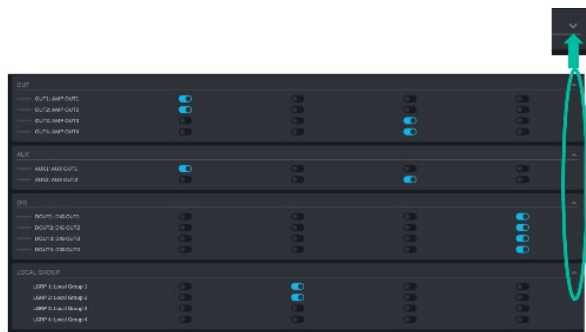 OUT
OUT1: AMP OUT1
OUT2: AMP OUT2
OUT3: AMP OUT3
OUT4: AMP OUT4
AUX
AUX1: AUX OUT1
AUX2: AUX OUT2
DIG
DOUT1: DIG OUT1
DOUT2: DIG OUT2
DOUT3: DIG OUT3
DOUT4: DIG OUT4
LOCAL GROUP
LGRP 1: Local Group 1
LGRP 2: Local Group 2
LGRP 3: Local Group 3
LGRP 4: Local Group 4